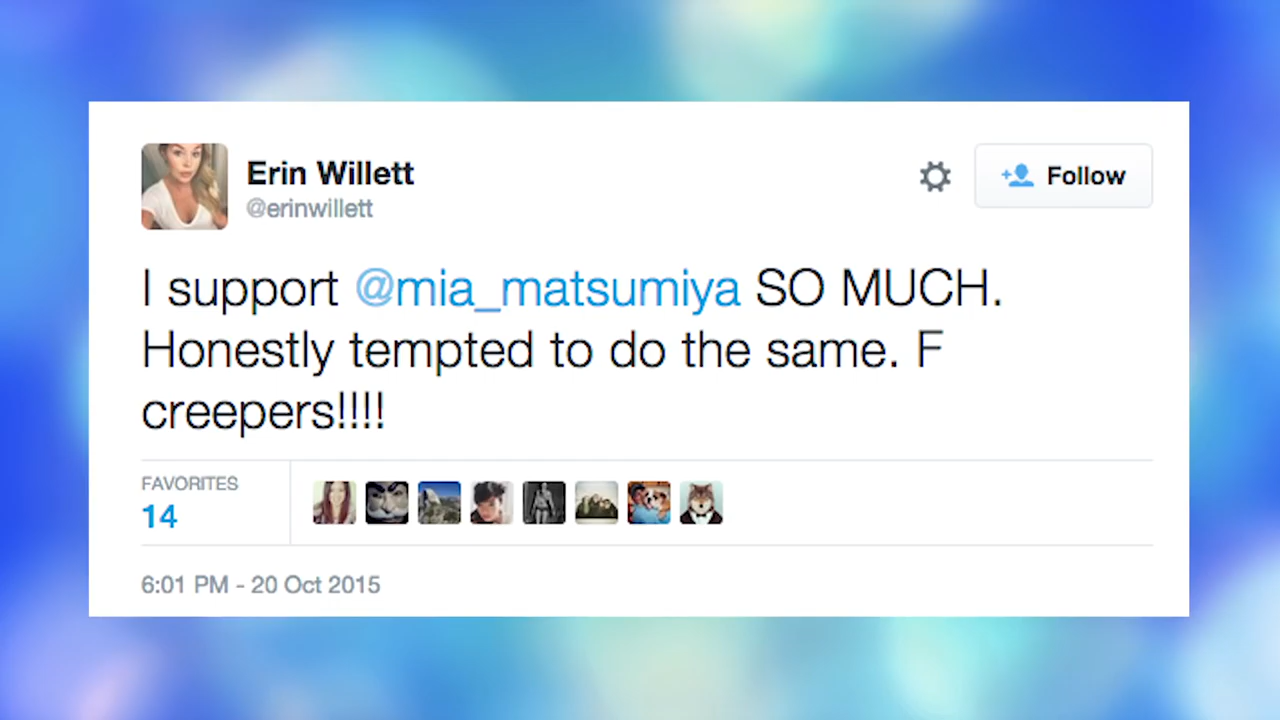 Erin Willett
@erinwillett
Follow
I support @mia_matsumiya SO MUCH.
Honestly tempted to do the same. F
creepers!!!!
FAVORITES
14
6:01 PM - 20 Oct 2015